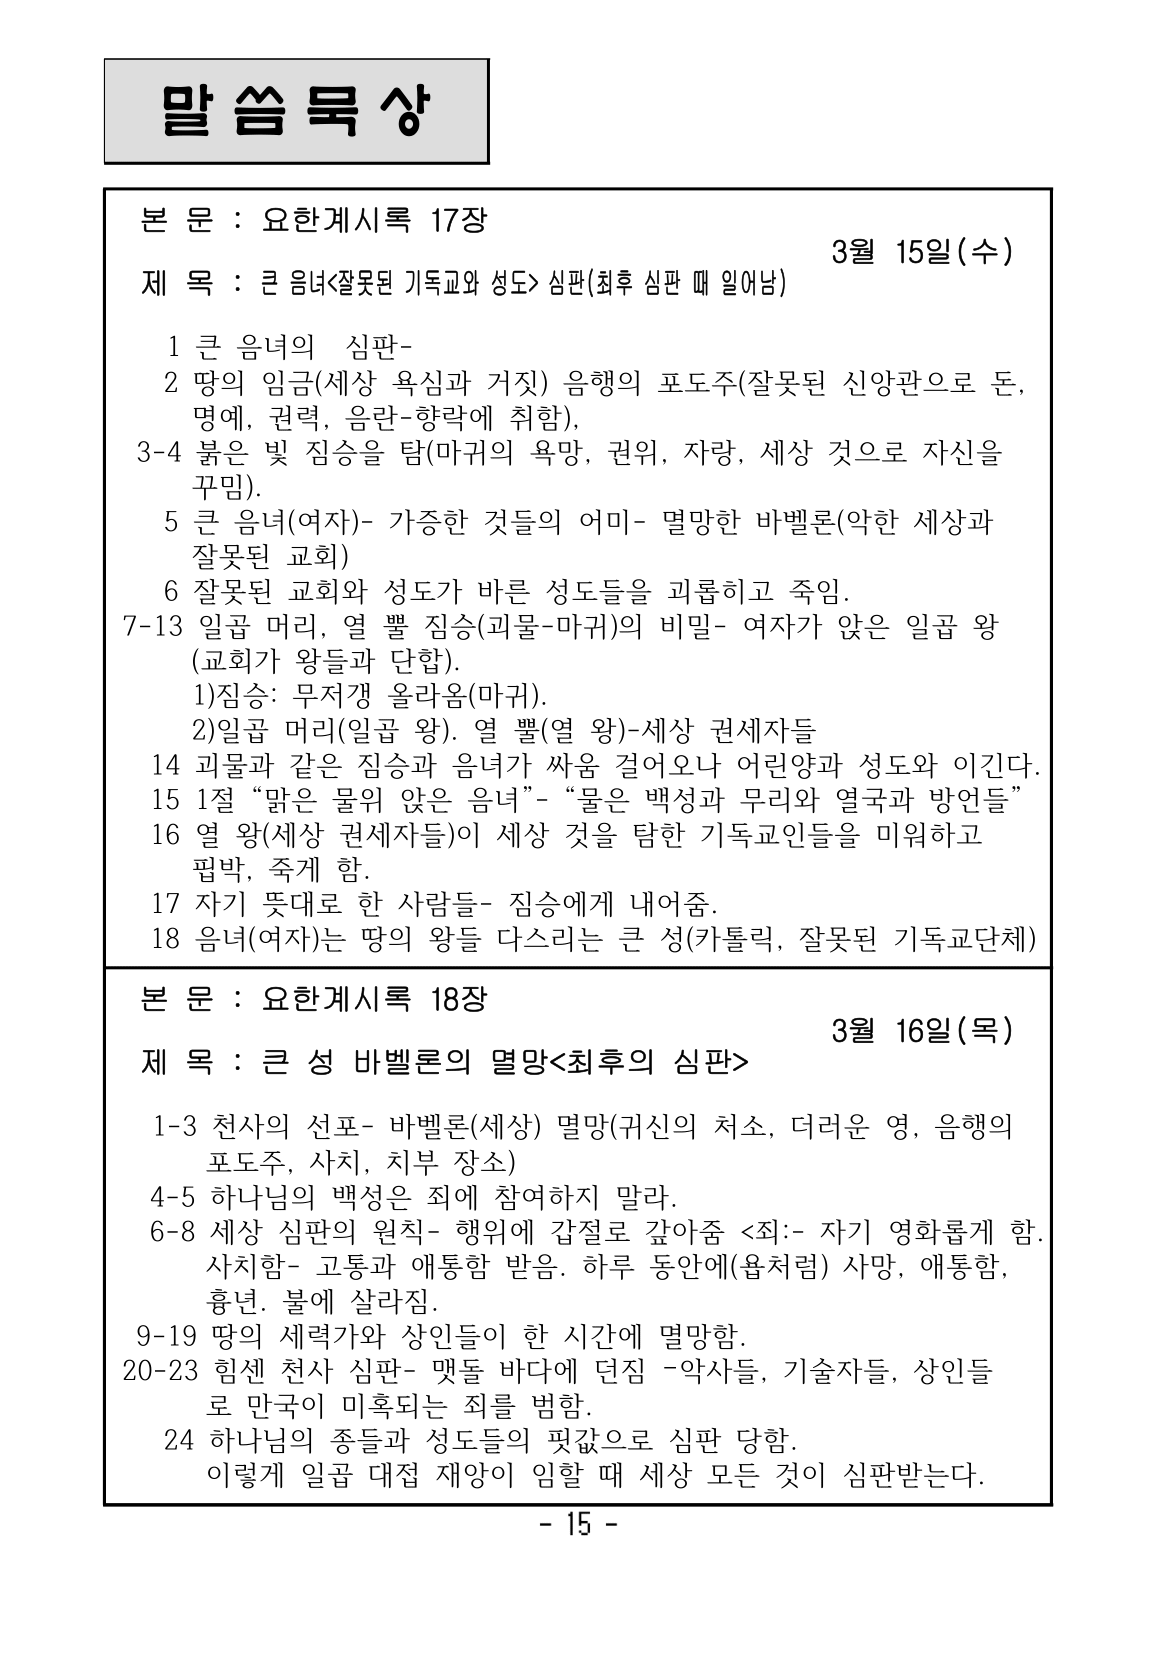 말씀묵상
본 문 : 요한계시록 17장
3월 15일(수)
제 목 : 큰 음녀<잘못된 기독교와 성도> 심판(최후 심판 때 일어남)
1 큰 음녀의 심판-
2 땅의 임금(세상 욕심과 거짓) 음행의 포도주(잘못된 신앙관으로 돈,
명예, 권력, 음란-향락에 취함),
3-4 붉은 빛 짐승을 탐(마귀의 욕망, 권위, 자랑, 세상 것으로 자신을
꾸밈).
5 큰 음녀(여자)- 가증한 것들의 어미- 멸망한 바벨론(악한 세상과
잘못된 교회)
6 잘못된 교회와 성도가 바른 성도들을 괴롭히고 죽임.
7-13 일곱 머리, 열 뿔 짐승(괴물-마귀)의 비밀- 여자가 앉은 일곱 왕
(교회가 왕들과 단합).
1)짐승: 무저갱 올라옴(마귀).
2)일곱 머리(일곱 왕). 열 뿔(열 왕)-세상 권세자들
14 괴물과 같은 짐승과 음녀가 싸움 걸어오나 어린양과 성도와 이긴다.
15 1절 “맑은 물위 앉은 음녀”- “물은 백성과 무리와 열국과 방언들”
16 열 왕(세상 권세자들)이 세상 것을 탐한 기독교인들을 미워하고
핍박, 죽게 함.
17 자기 뜻대로 한 사람들- 짐승에게 내어줌.
18 음녀(여자)는 땅의 왕들 다스리는 큰 성(카톨릭, 잘못된 기독교단체)
본 문 : 요한계시록 18장
3월 16일(목)
제 목 : 큰 성 바벨론의 멸망<최후의 심판>
1-3 천사의 선포- 바벨론(세상) 멸망(귀신의 처소, 더러운 영, 음행의
포도주, 사치, 치부 장소)
4-5 하나님의 백성은 죄에 참여하지 말라.
6-8 세상 심판의 원칙- 행위에 갑절로 갚아줌 <죄:- 자기 영화롭게 함.
사치함- 고통과 애통함 받음. 하루 동안에(욥처럼) 사망, 애통함,
흉년. 불에 살라짐.
9-19 땅의 세력가와 상인들이 한 시간에 멸망함.
20-23 힘센 천사 심판- 맷돌 바다에 던짐 -악사들, 기술자들, 상인들
로 만국이 미혹되는 죄를 범함.
24 하나님의 종들과 성도들의 핏값으로 심판 당함.
이렇게 일곱 대접 재앙이 임할 때 세상 모든 것이 심판받는다.
- 15 -